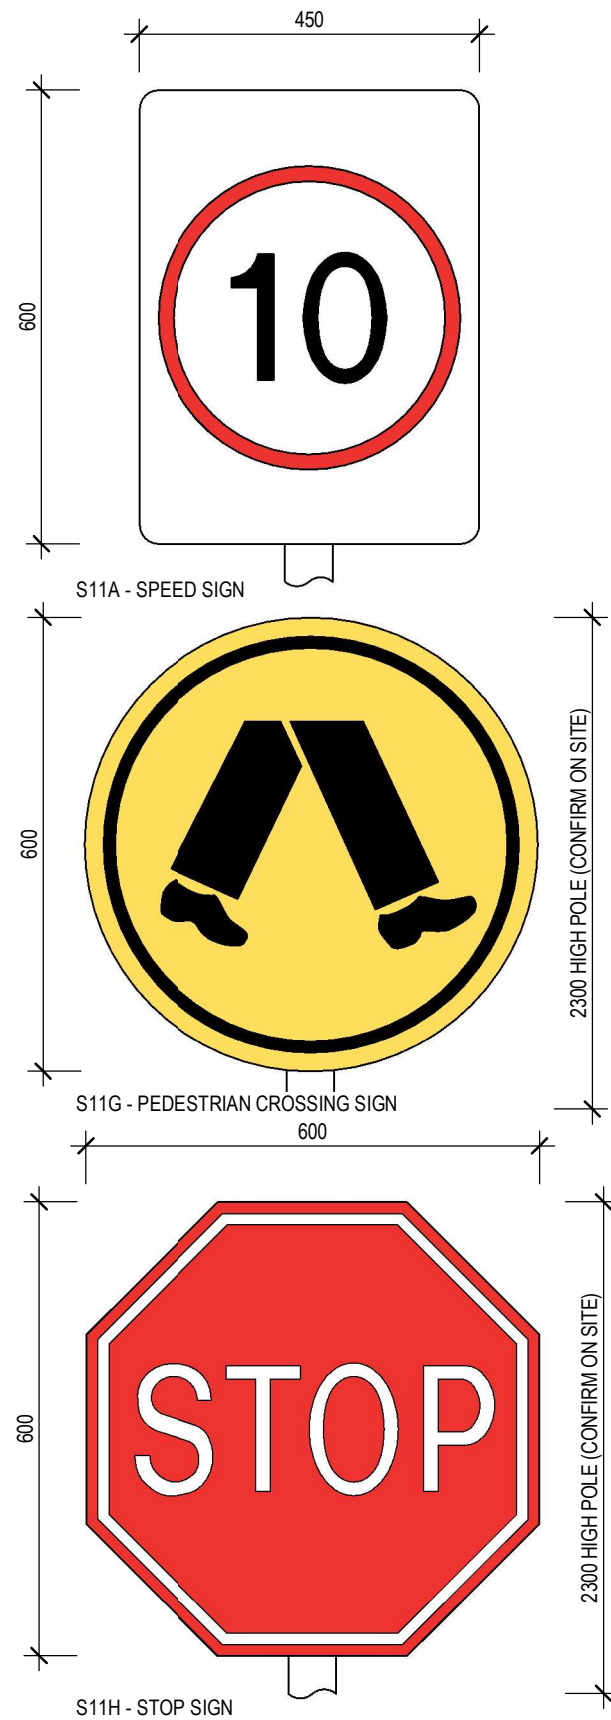 450
600
10
S11A - SPEED SIGN
600
2300 HIGH POLE (CONFIRM ON SITE)
S11G - PEDESTRIAN CROSSING SIGN
600
600
STOP
2300 HIGH POLE (CONFIRM ON SITE)
S11H - STOP SIGN